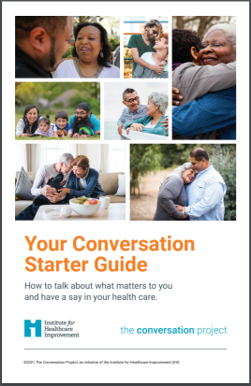 Your Conversation
Starter Guide
How to talk about what matters to you
and have a say in your health care.
Institute for
Healthcare
Improvement
the conversation project
©2021 The Conversation Project, an initiative of the Institute for Healthcare Improvement (IHI)